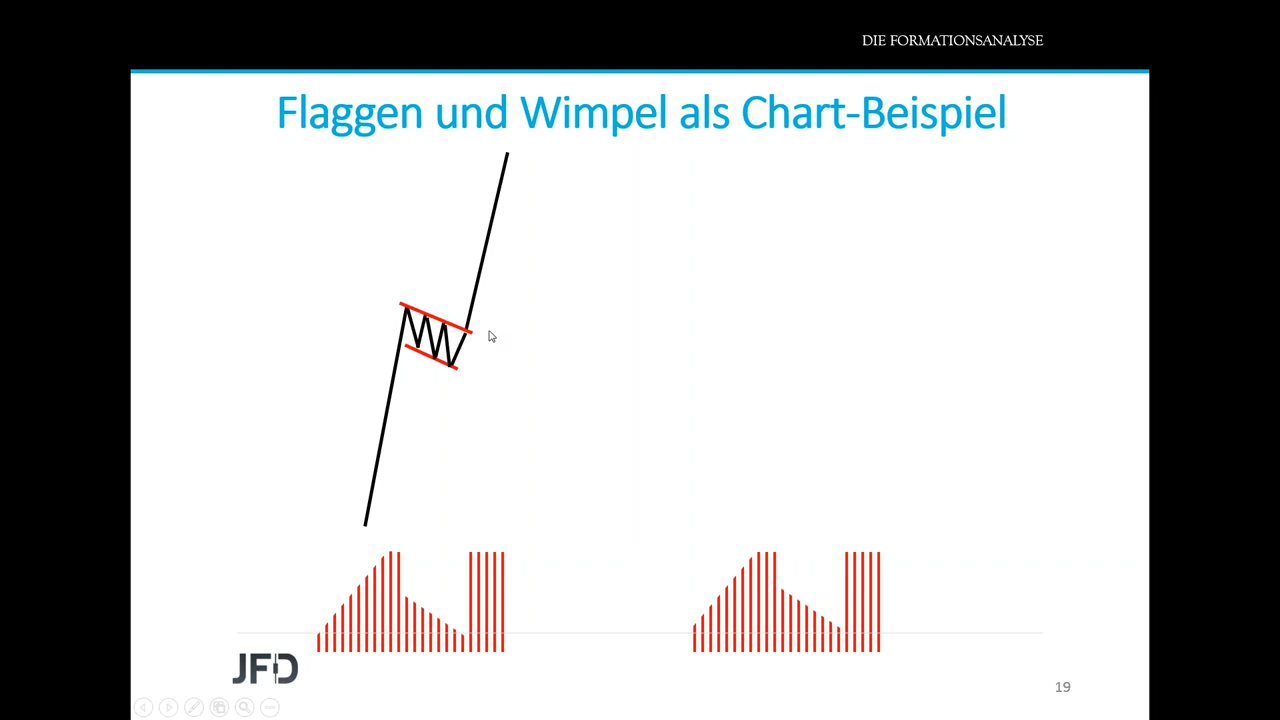 DIE FORMATIONSANALYSE
Flaggen und Wimpel als Chart-Beispiel
JFD
19